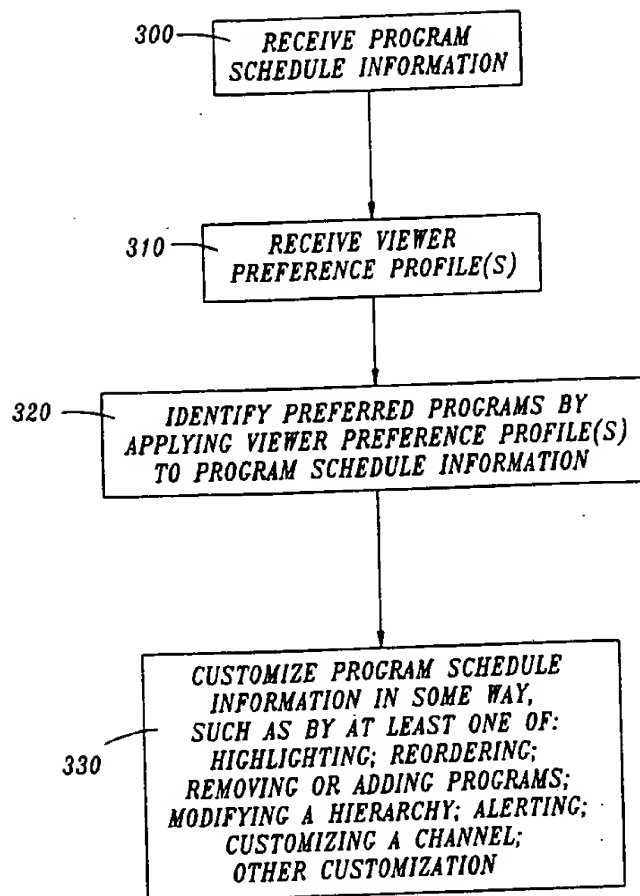 300
RECEIVE PROGRAM
SCHEDULE INFORMATION
310
RECEIVE VIEWER
PREFERENCE PROFILE(S)
320
IDENTIFY PREFERRED PROGRAMS BY
APPLYING VIEWER PREFERENCE PROFILE(S)
TO PROGRAM SCHEDULE INFORMATION
330
CUSTOMIZE PROGRAM SCHEDULE
INFORMATION IN SOME WAY,
SUCH AS BY AT LEAST ONE OF:
HIGHLIGHTING; REORDERING;
REMOVING OR ADDING PROGRAMS;
MODIFYING A HIERARCHY; ALERTING;
CUSTOMIZING A CHANNEL;
OTHER CUSTOMIZATION